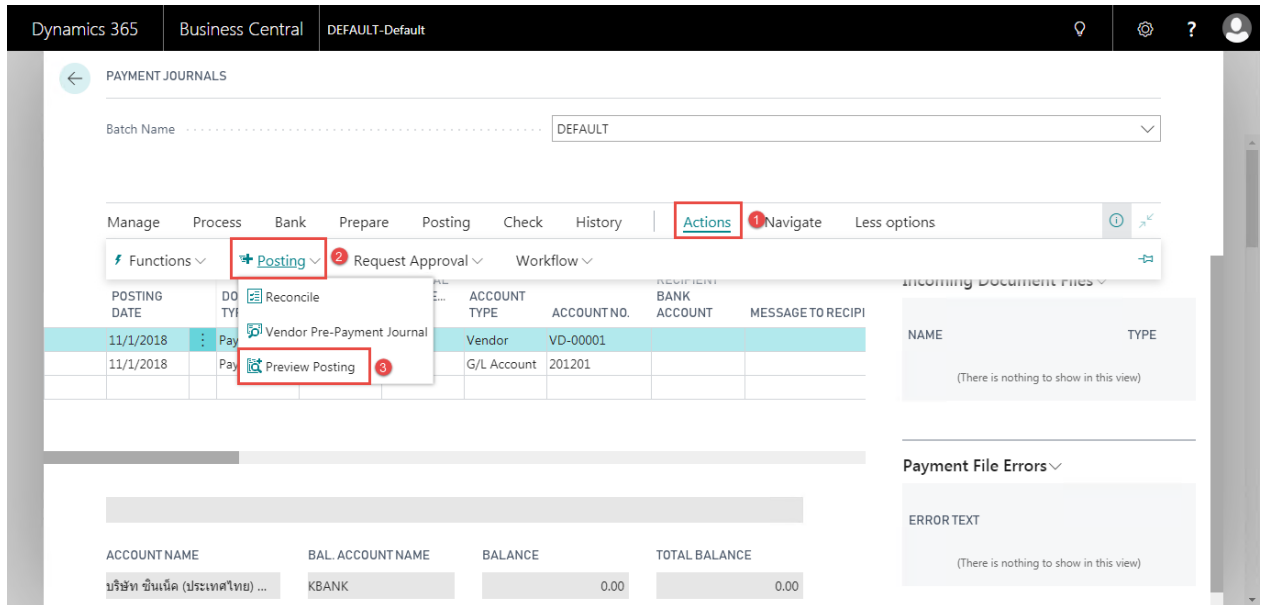 Dynamics 365 Business Central DEFAULT-Default ?
PAYMENT JOURNALS
Batch Name DEFAULT
Manage Process Bank Prepare Posting Check History Actions 1 Navigate Less options
Functions Posting 2 Request Approval Workflow
Incoming Document Files
POSTING DATE DO TYP ACCOUNT TYPE ACCOUNT NO. RECIPIENT BANK ACCOUNT MESSAGE TO RECIPI
Reconcile
Vendor Pre-Payment Journal
Preview Posting 3
11/1/2018 Pay Vendor VD-00001
11/1/2018 Pay G/L Account 201201
NAME TYPE
(There is nothing to show in this view)
Payment File Errors
ERROR TEXT
(There is nothing to show in this view)
ACCOUNT NAME BAL. ACCOUNT NAME BALANCE TOTAL BALANCE
บริษัท ซินเน็ค (ประเทศไทย) ... KBANK 0.00 0.00